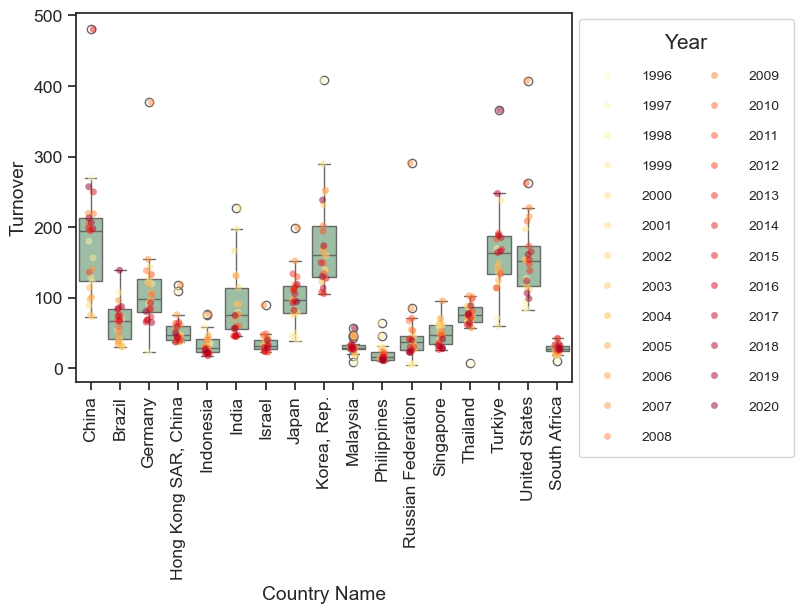 500
400
300
200
100
0
Turnover
China
Brazil
Germany
Hong Kong SAR, China
Indonesia
India
Israel
Japan
Korea, Rep.
Malaysia
Philippines
Russian Federation
Singapore
Thailand
Turkiye
United States
South Africa
Country Name
Year
1996
1997
1998
1999
2000
2001
2002
2003
2004
2005
2006
2007
2008
2009
2010
2011
2012
2013
2014
2015
2016
2017
2018
2019
2020